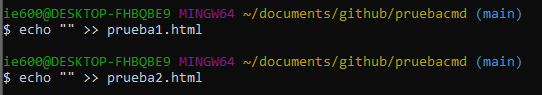 ie600@DESKTOP-FHBQBE9 MINGW64 ~/documents/github/pruebacmd (main)
$ echo "" >> prueba1.html
ie600@DESKTOP-FHBQBE9 MINGW64 ~/documents/github/pruebacmd (main)
$ echo "" >> prueba2.html